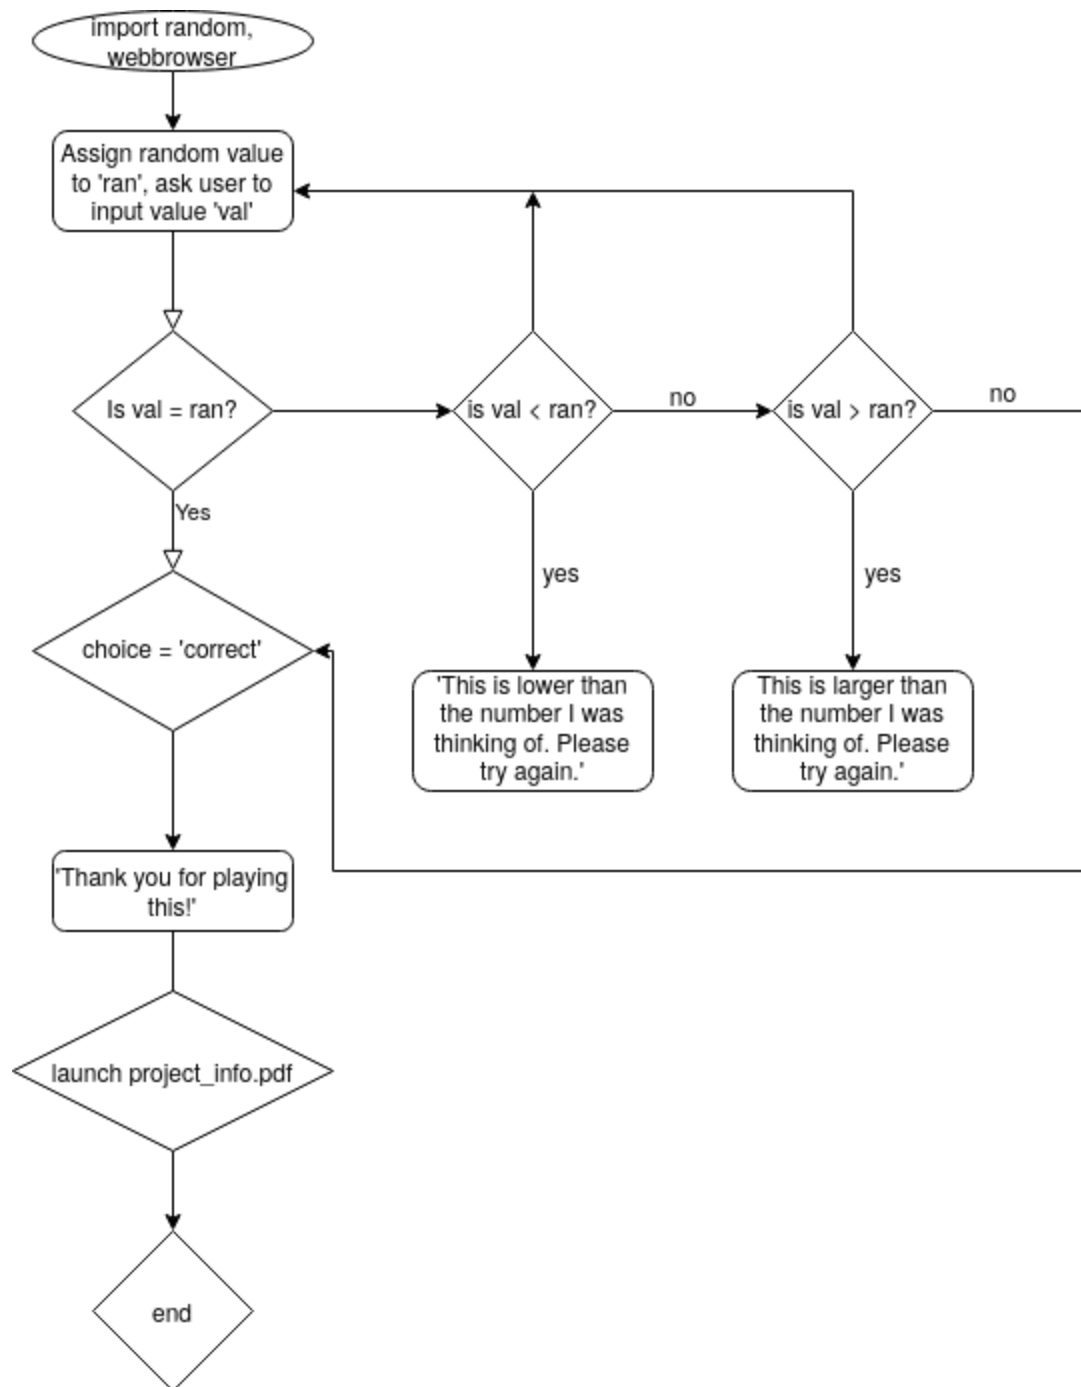 import random,
webbrowser
Assign random value
to 'ran', ask user to
input value 'val'
Is val = ran?
is val < ran?
no
is val > ran?
no
Yes
yes
yes
choice = 'correct'
'This is lower than
the number I was
thinking of. Please
try again.'
This is larger than
the number I was
thinking of. Please
try again.'
'Thank you for playing
this!'
launch project_info.pdf
end